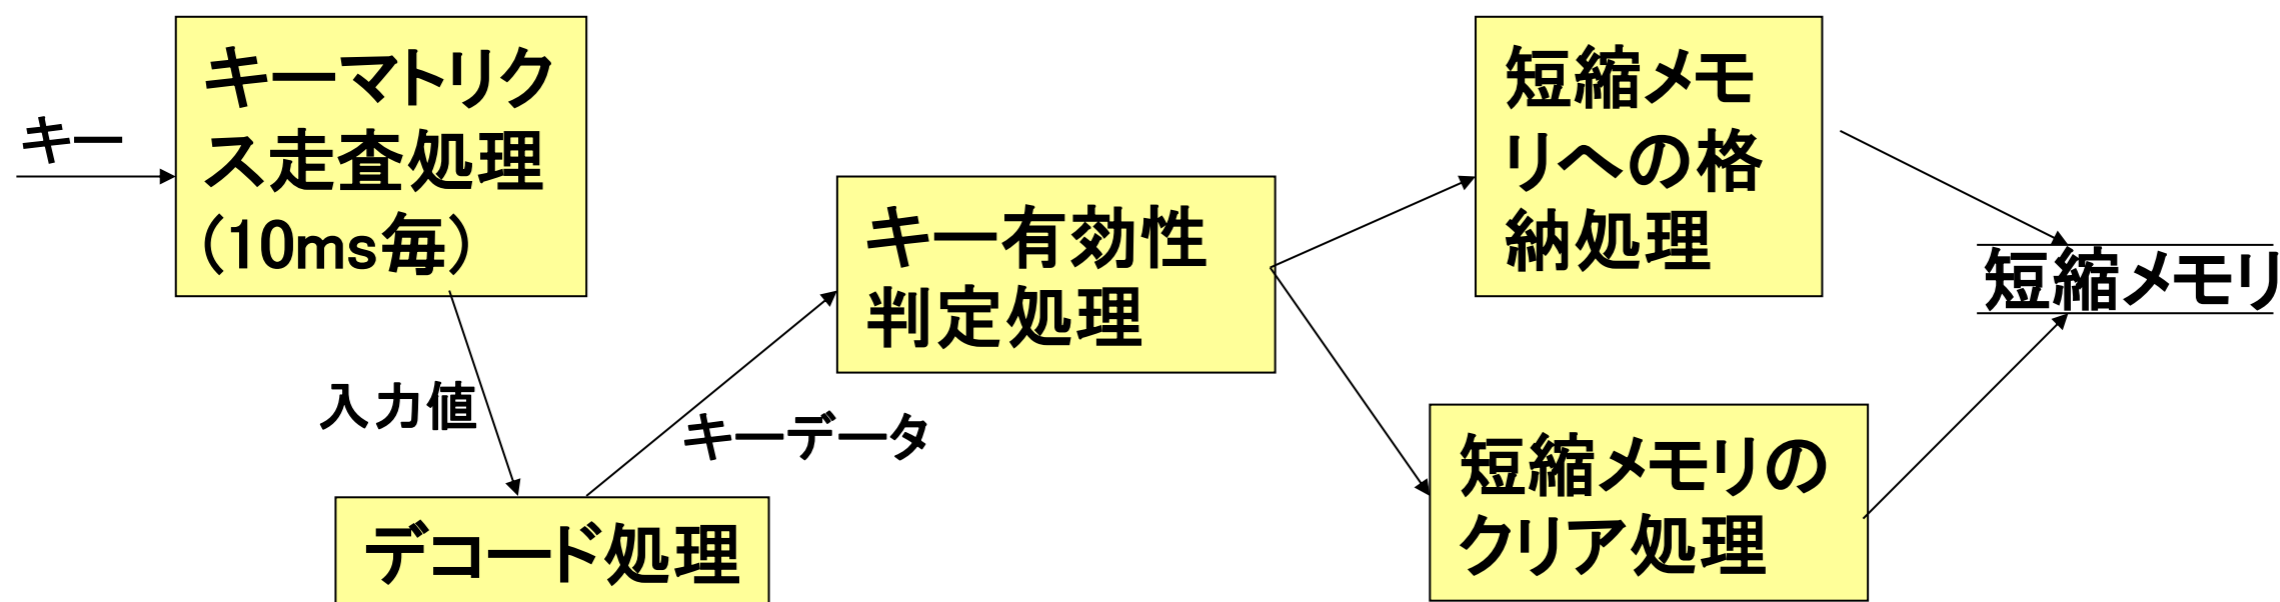 キー
キーマトリク
ス走査処理
(10ms毎)
入力値
デコード処理
キーデータ
キー有効性
判定処理
短縮メモ
リへの格
納処理
短縮メモリの
クリア処理
短縮メモリ